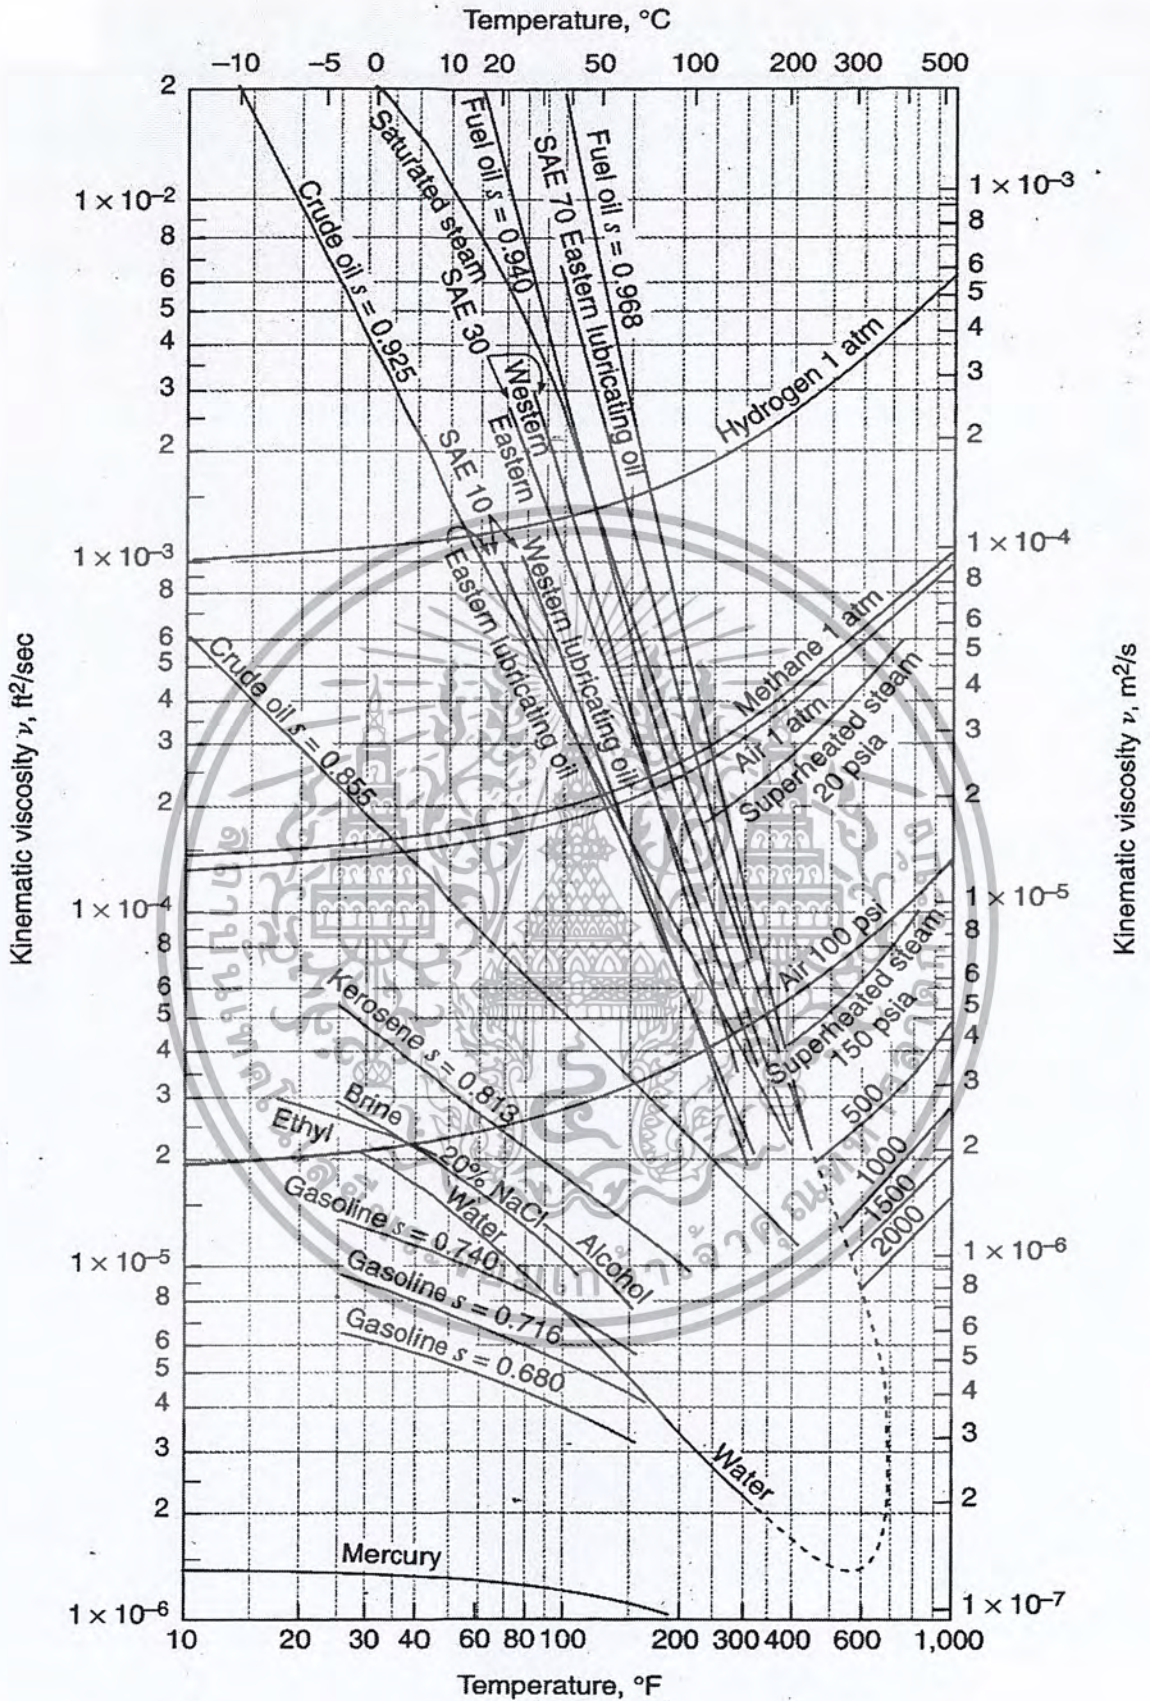 Temperature, °C
−10 −5 0 10 20 50 100 200 300 500
2
1 × 10⁻²
8
6
5
4
3
2
1 × 10⁻³
8
6
5
4
3
2
1 × 10⁻⁴
8
6
5
4
3
2
1 × 10⁻⁵
8
6
5
4
3
2
1 × 10⁻⁶
Kinematic viscosity ν, ft²/sec
Crude oil s = 0.925
Saturated steam
Fuel oil s = 0.940
SAE 70 Eastern lubricating oil
Fuel oil s = 0.968
SAE 30
Western
Eastern
Hydrogen 1 atm
SAE 10
Western lubricating oil
Eastern lubricating oil
Crude oil s = 0.855
Methane 1 atm
Air 1 atm
Superheated steam
20 psia
Air 100 psi
Superheated steam
150 psia
500
1000
1500
2000
Kerosene s = 0.813
Brine
20% NaCl
Ethyl
Alcohol
Water
Gasoline s = 0.740
Gasoline s = 0.716
Gasoline s = 0.680
Water
Mercury
1 × 10⁻³
8
6
5
4
3
2
1 × 10⁻⁴
8
6
5
4
3
2
1 × 10⁻⁵
8
6
5
4
3
2
1 × 10⁻⁶
8
6
5
4
3
2
1 × 10⁻⁷
Kinematic viscosity ν, m²/s
10 20 30 40 60 80 100 200 300 400 600 1,000
Temperature, °F